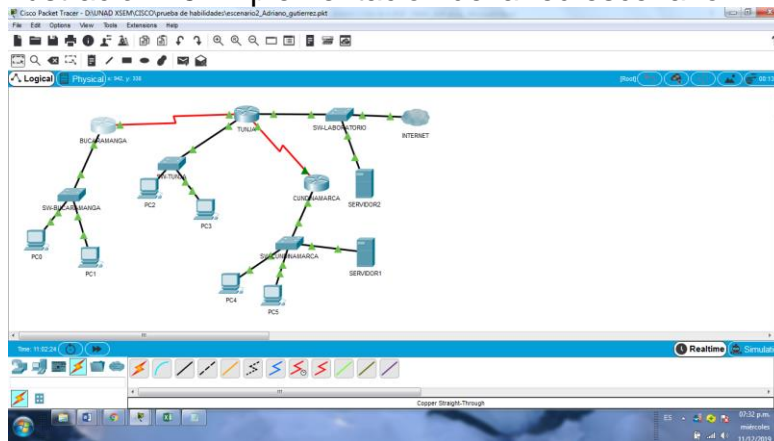 Cisco Packet Tracer - D:\UNAD XSEM\CISCO\prueba de habilidades\escenario2_Adriano_gutierrez.pkt
File Edit Options View Tools Extensions Help
Logical Physical x: 942, y: 338 [Root]
BUCARAMANGA
TUNJA
SW-LABORATORIO
INTERNET
SW-TUNJA
PC2
PC3
CUNDINAMARCA
SERVIDOR2
SW-BUCARAMANGA
PC0
PC1
SW-CUNDINAMARCA
SERVIDOR1
PC4
PC5
Time: 11:02:24
Realtime
Copper Straight-Through
ES
07:32 p.m.
miércoles